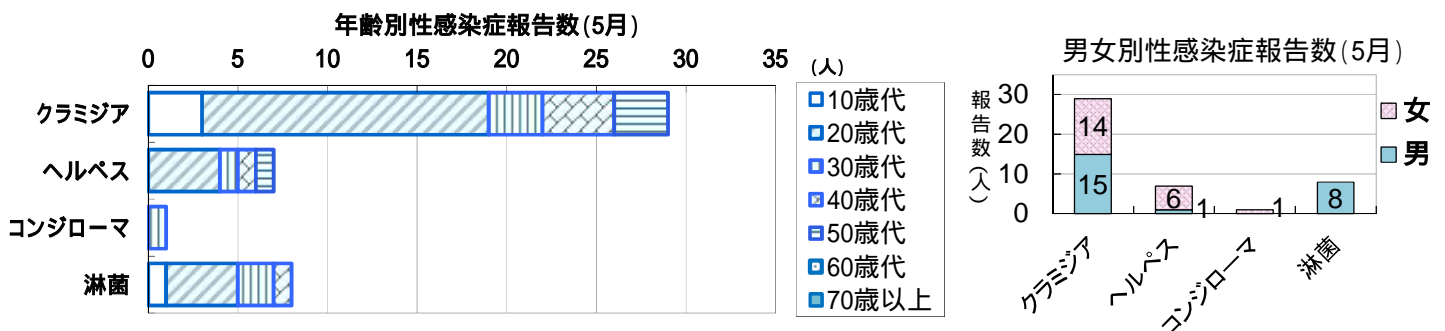 年齢別性感染症報告数(5月)
0 5 10 15 20 25 30 35
(人)
クラミジア
ヘルペス
コンジローマ
淋菌
10歳代
20歳代
30歳代
40歳代
50歳代
60歳代
70歳以上
男女別性感染症報告数(5月)
報告数(人)
30
20
10
0
14
15
6
1
1
8
クラミジア
ヘルペス
コンジローマ
淋菌
女
男